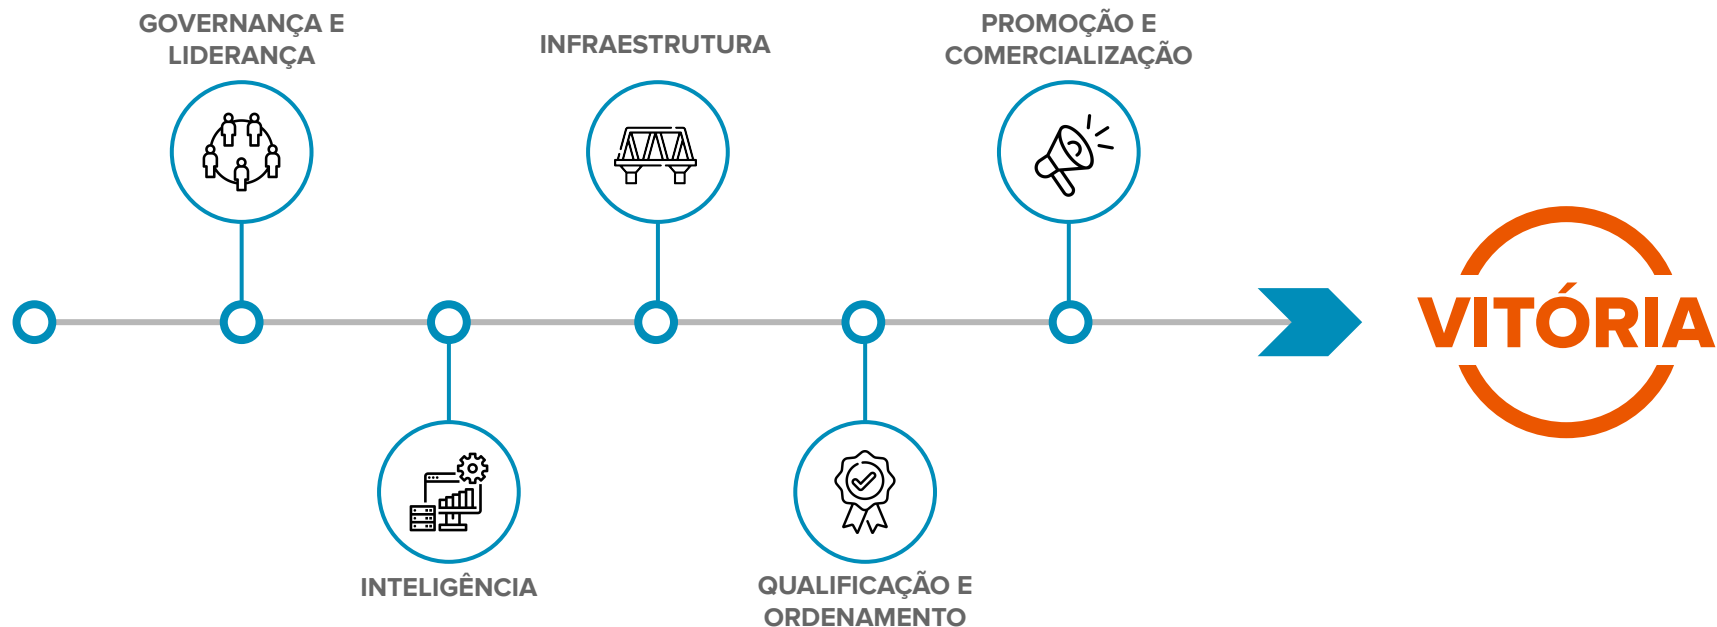 GOVERNANÇA E
LIDERANÇA
INFRAESTRUTURA
PROMOÇÃO E
COMERCIALIZAÇÃO
VITÓRIA
INTELIGÊNCIA
QUALIFICAÇÃO E
ORDENAMENTO